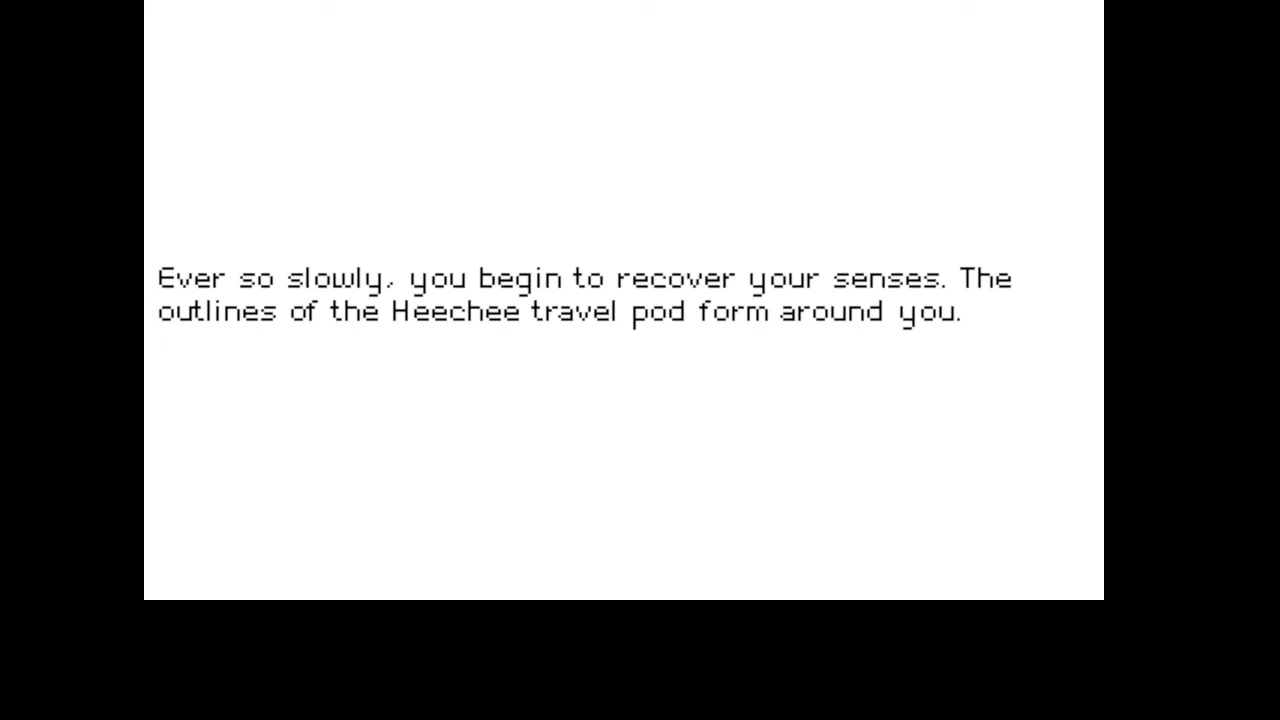 Ever so slowly, you begin to recover your senses. The
outlines of the Heechee travel pod form around you.